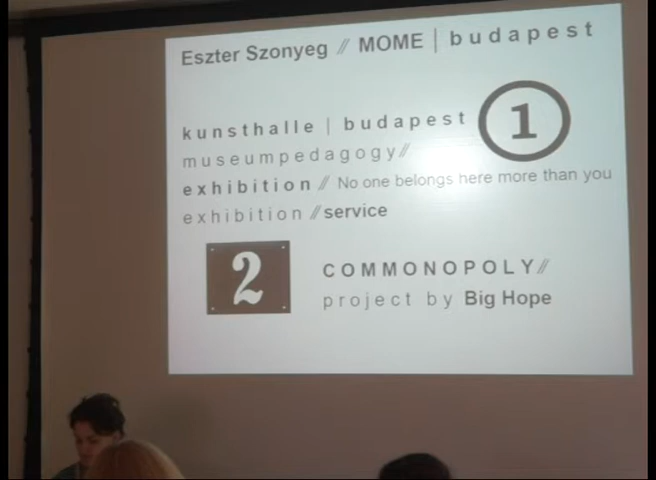 Eszter Szonyeg // MOME | budapest
kunsthalle | budapest
1
museumpedagogy//
exhibition // No one belongs here more than you
exhibition //service
2
COMMONOPOLY//
project by Big Hope